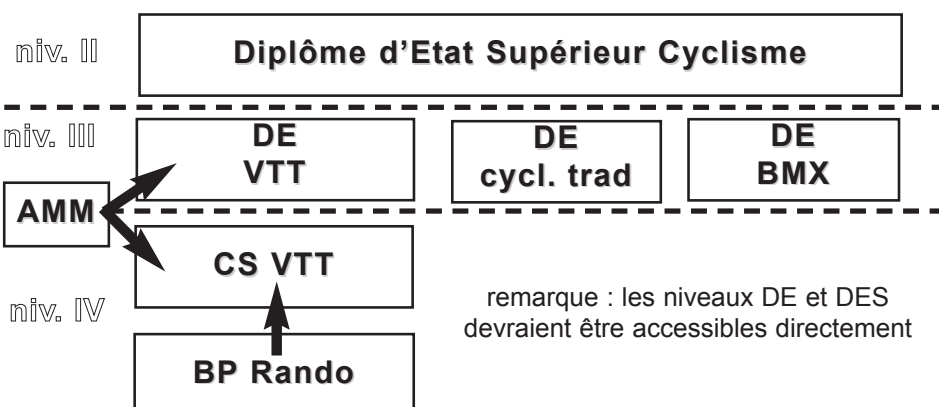 niv. II
Diplôme d'Etat Supérieur Cyclisme
niv. III
DE
VTT
DE
cycl. trad
DE
BMX
AMM
CS VTT
niv. IV
remarque : les niveaux DE et DES
devraient être accessibles directement
BP Rando